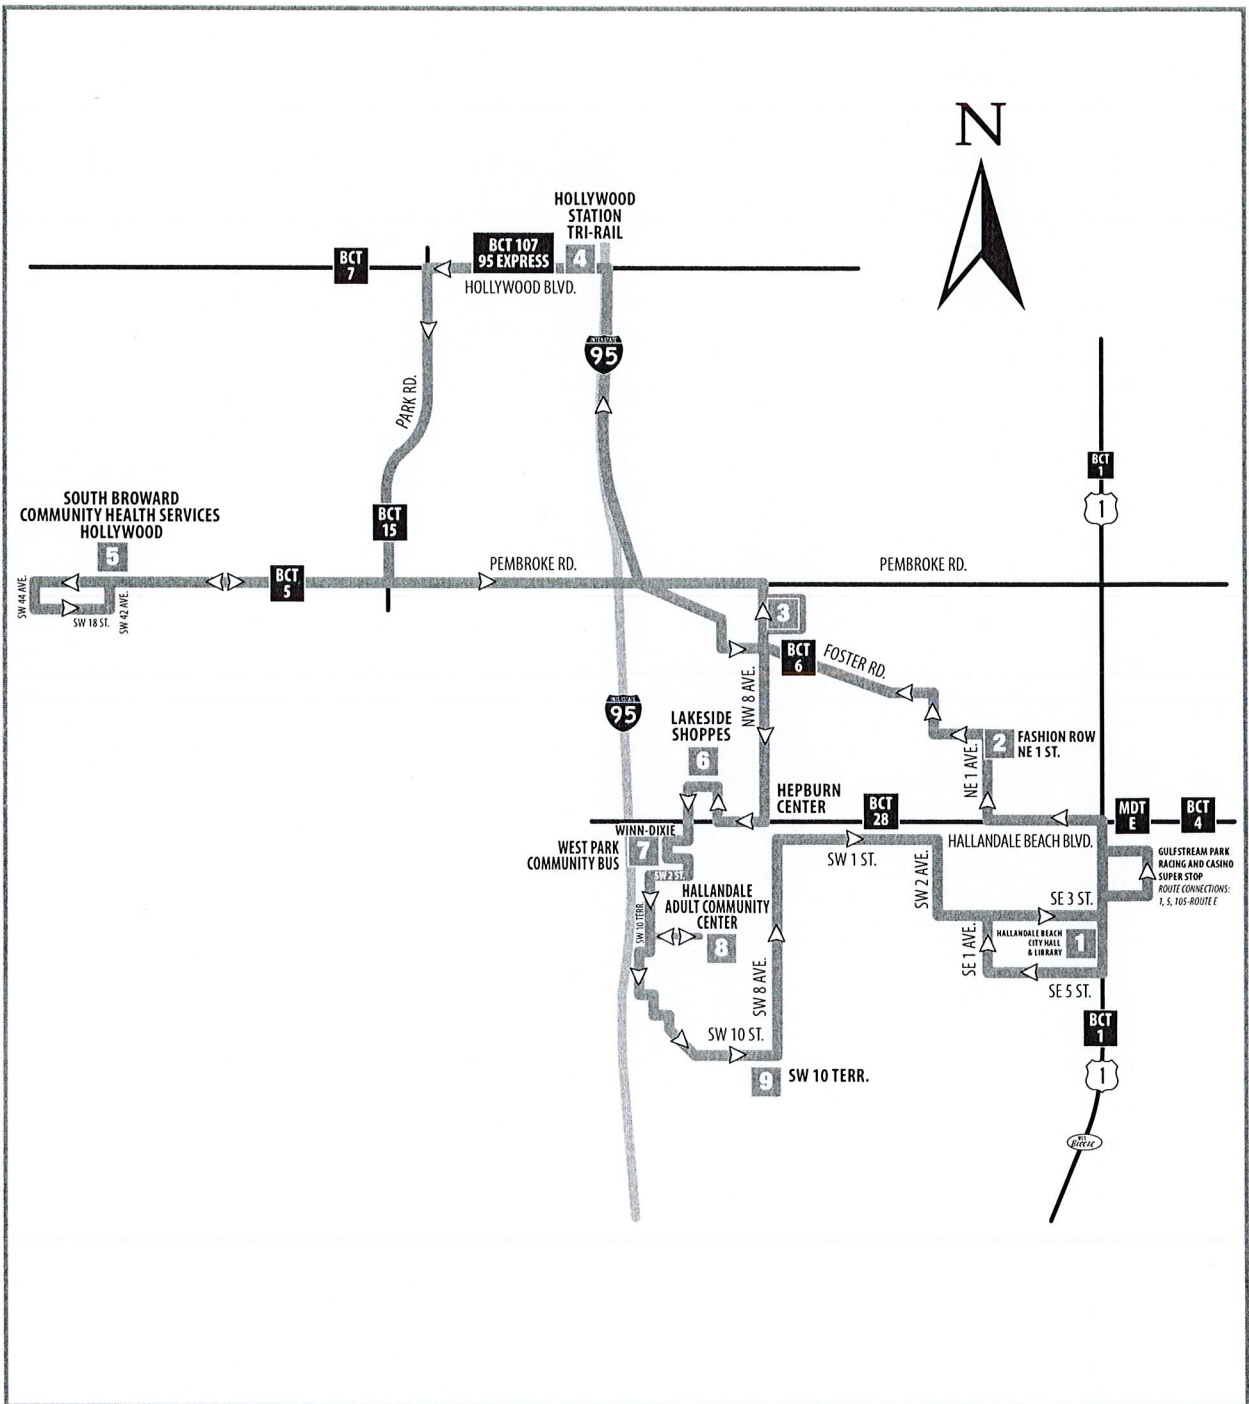 N
HOLLYWOOD
STATION
TRI-RAIL
BCT
7
BCT 107
95 EXPRESS
4
HOLLYWOOD BLVD.
INTERSTATE
95
PARK RD.
BCT
1
1
SOUTH BROWARD
COMMUNITY HEALTH SERVICES
HOLLYWOOD
5
BCT
15
BCT
5
PEMBROKE RD.
PEMBROKE RD.
SW 44 AVE.
SW 18 ST.
SW 42 AVE.
3
BCT
6
FOSTER RD.
NW 8 AVE.
INTERSTATE
95
LAKESIDE
SHOPPES
6
2
FASHION ROW
NE 1 ST.
NE 1 AVE.
HEPBURN
CENTER
BCT
28
MDT
E
BCT
4
HALLANDALE BEACH BLVD.
WINN-DIXIE
WEST PARK
COMMUNITY BUS
7
SW 2 ST.
SW 1 ST.
SW 2 AVE.
GULFSTREAM PARK
RACING AND CASINO
SUPER STOP
ROUTE CONNECTIONS:
1, 5, 105-ROUTE E
HALLANDALE
ADULT COMMUNITY
CENTER
8
SW 10 TERR.
SE 3 ST.
HALLANDALE BEACH
CITY HALL
& LIBRARY
1
SE 1 AVE.
SE 5 ST.
SW 8 AVE.
SW 10 ST.
9
SW 10 TERR.
BCT
1
1
Breeze